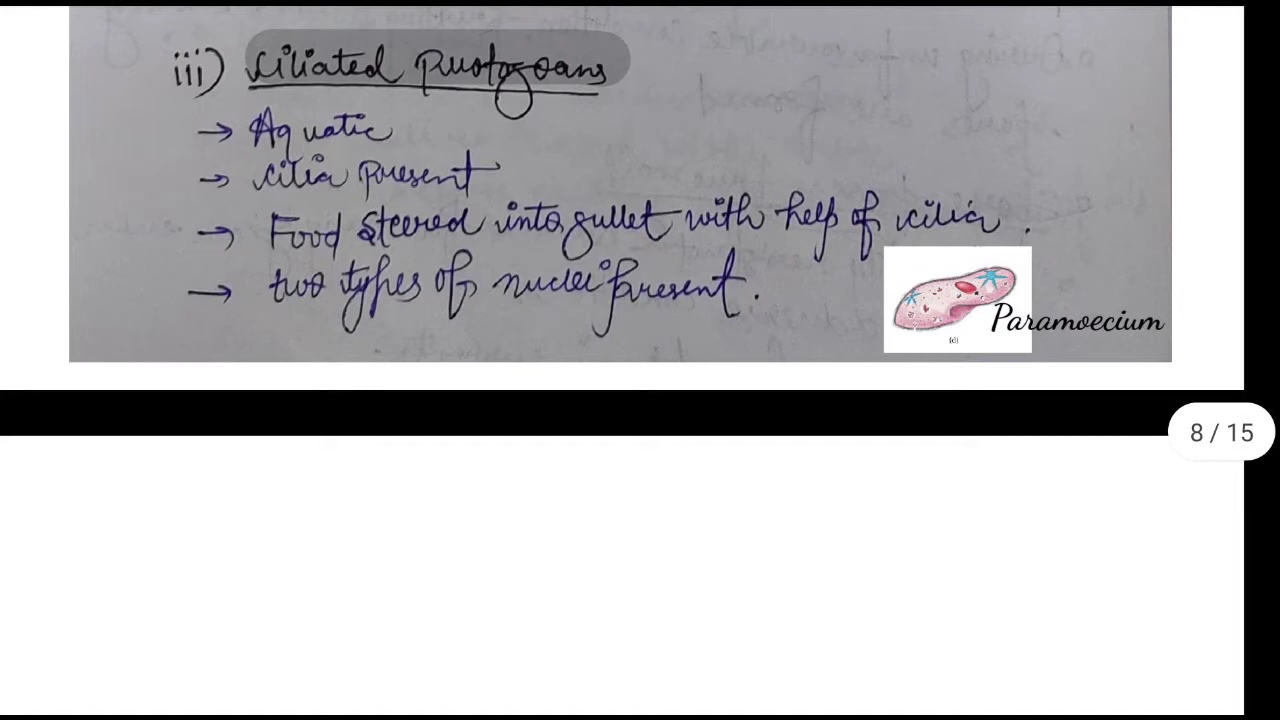 iii) Ciliated Protozoans
→ Aquatic
→ Cilia Present
→ Food steered into gullet with help of cilia.
→ two types of nuclei Present.
Paramoecium
(d)
8 / 15